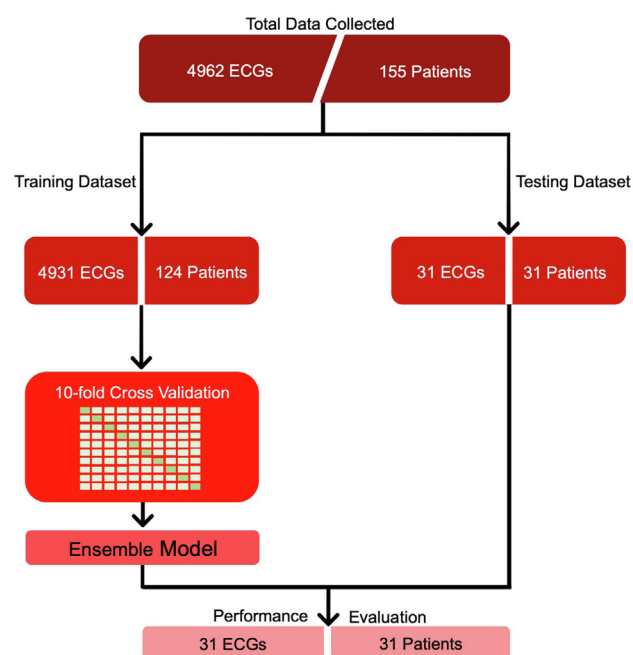 Total Data Collected
4962 ECGs 155 Patients
Training Dataset Testing Dataset
4931 ECGs 124 Patients 31 ECGs 31 Patients
10-fold Cross Validation
Ensemble Model
Performance Evaluation
31 ECGs 31 Patients